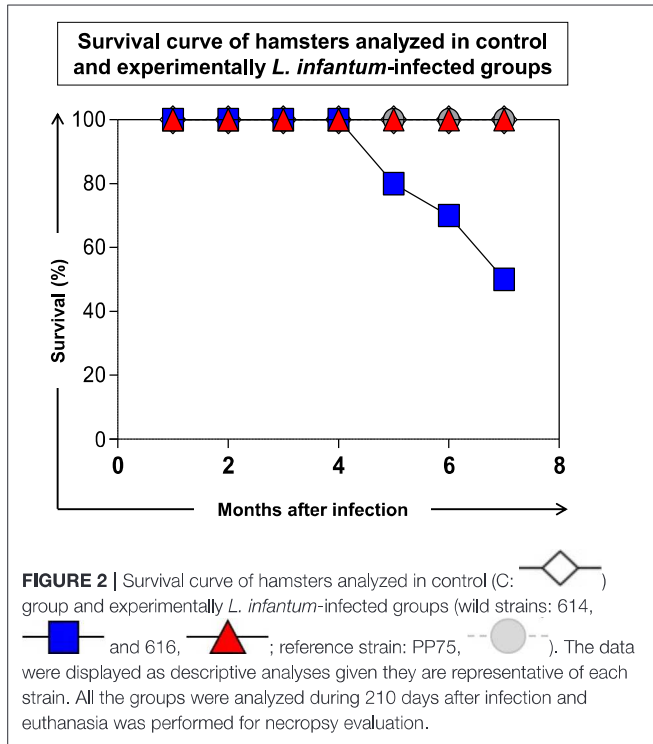 Survival curve of hamsters analyzed in control
and experimentally L. infantum-infected groups
Survival (%)
100
80
60
40
20
0
0 2 4 6 8
Months after infection
FIGURE 2 | Survival curve of hamsters analyzed in control (C: )
group and experimentally L. infantum-infected groups (wild strains: 614,
and 616, ; reference strain: PP75, ). The data
were displayed as descriptive analyses given they are representative of each
strain. All the groups were analyzed during 210 days after infection and
euthanasia was performed for necropsy evaluation.